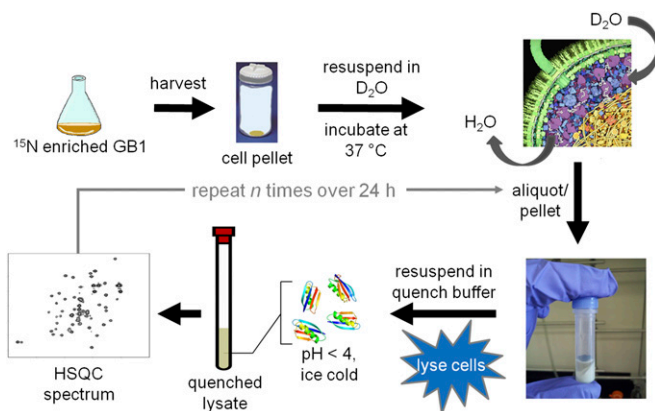 harvest
¹⁵N enriched GB1
cell pellet
resuspend in
D₂O
incubate at
37 °C
D₂O
H₂O
repeat n times over 24 h
aliquot/
pellet
resuspend in
quench buffer
lyse cells
pH < 4,
ice cold
quenched
lysate
HSQC
spectrum